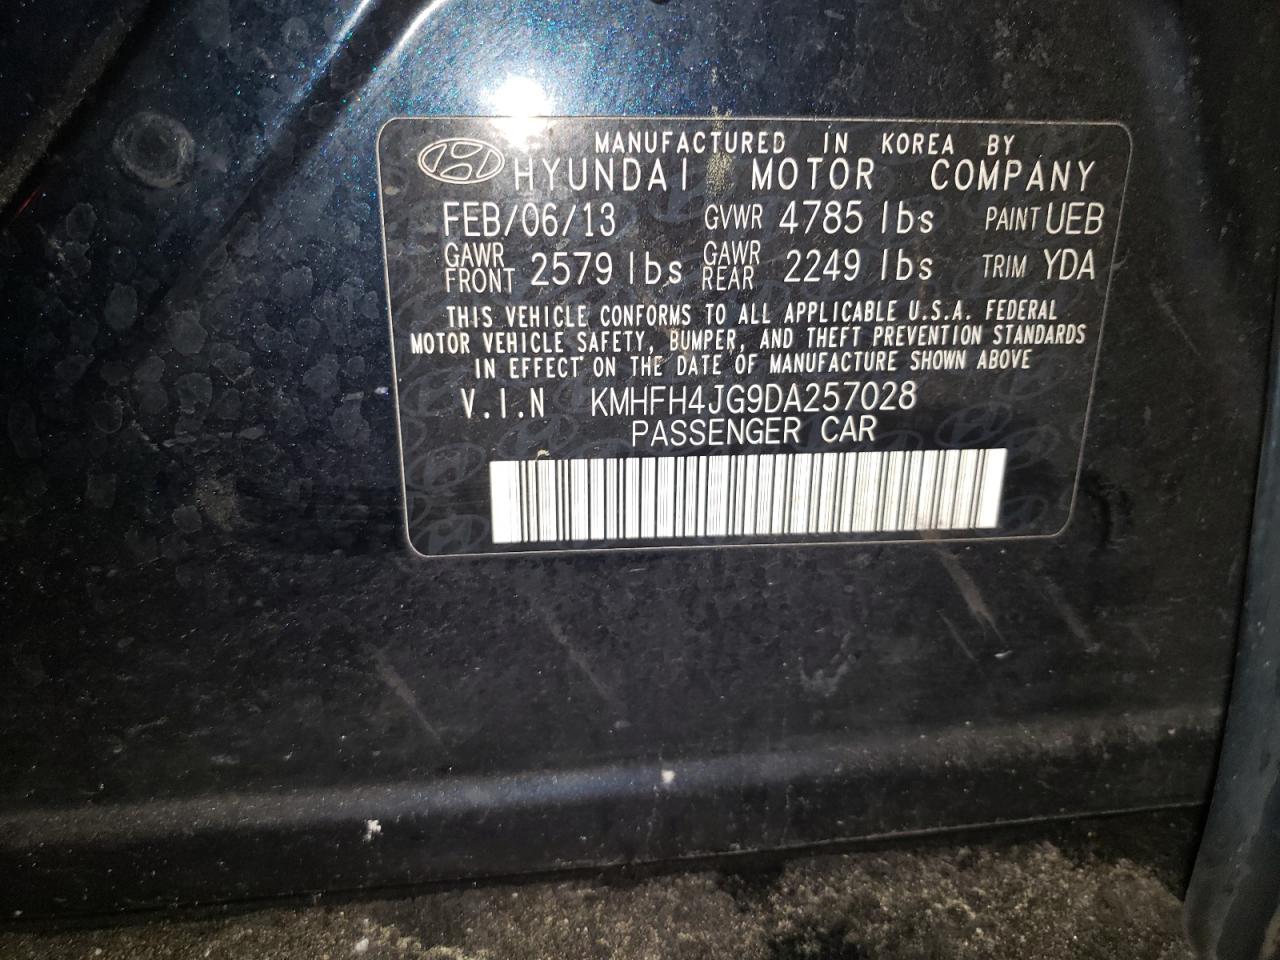 MANUFACTURED IN KOREA BY
HYUNDAI MOTOR COMPANY
FEB/06/13 GVWR 4785 lbs PAINT UEB
GAWR FRONT 2579 lbs GAWR REAR 2249 lbs TRIM YDA
THIS VEHICLE CONFORMS TO ALL APPLICABLE U.S.A. FEDERAL
MOTOR VEHICLE SAFETY, BUMPER, AND THEFT PREVENTION STANDARDS
IN EFFECT ON THE DATE OF MANUFACTURE SHOWN ABOVE
V.I.N KMHFH4JG9DA257028
PASSENGER CAR